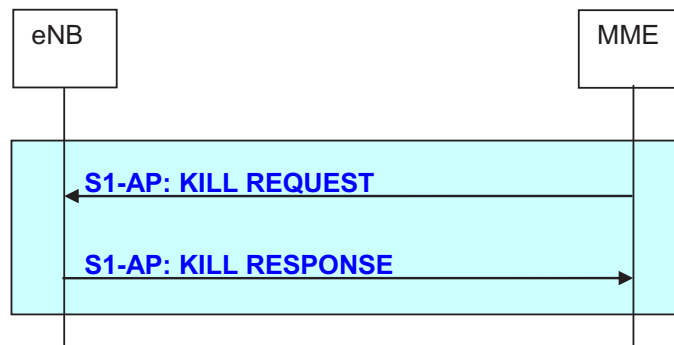 eNB
MME
S1-AP: KILL REQUEST
S1-AP: KILL RESPONSE